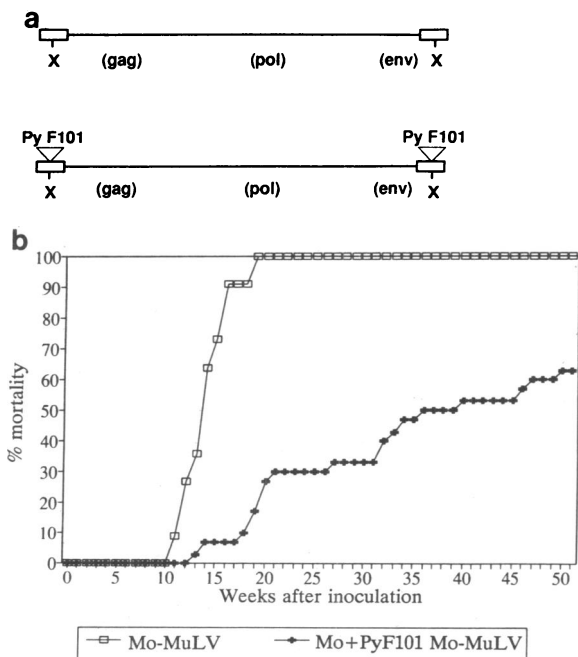 a
X (gag) (pol) (env) X
Py F101 Py F101
X (gag) (pol) (env) X
b
100
90
80
70
60
50
40
30
20
10
0
% mortality
0 5 10 15 20 25 30 35 40 45 50
Weeks after inoculation
Mo-MuLV Mo+PyF101 Mo-MuLV